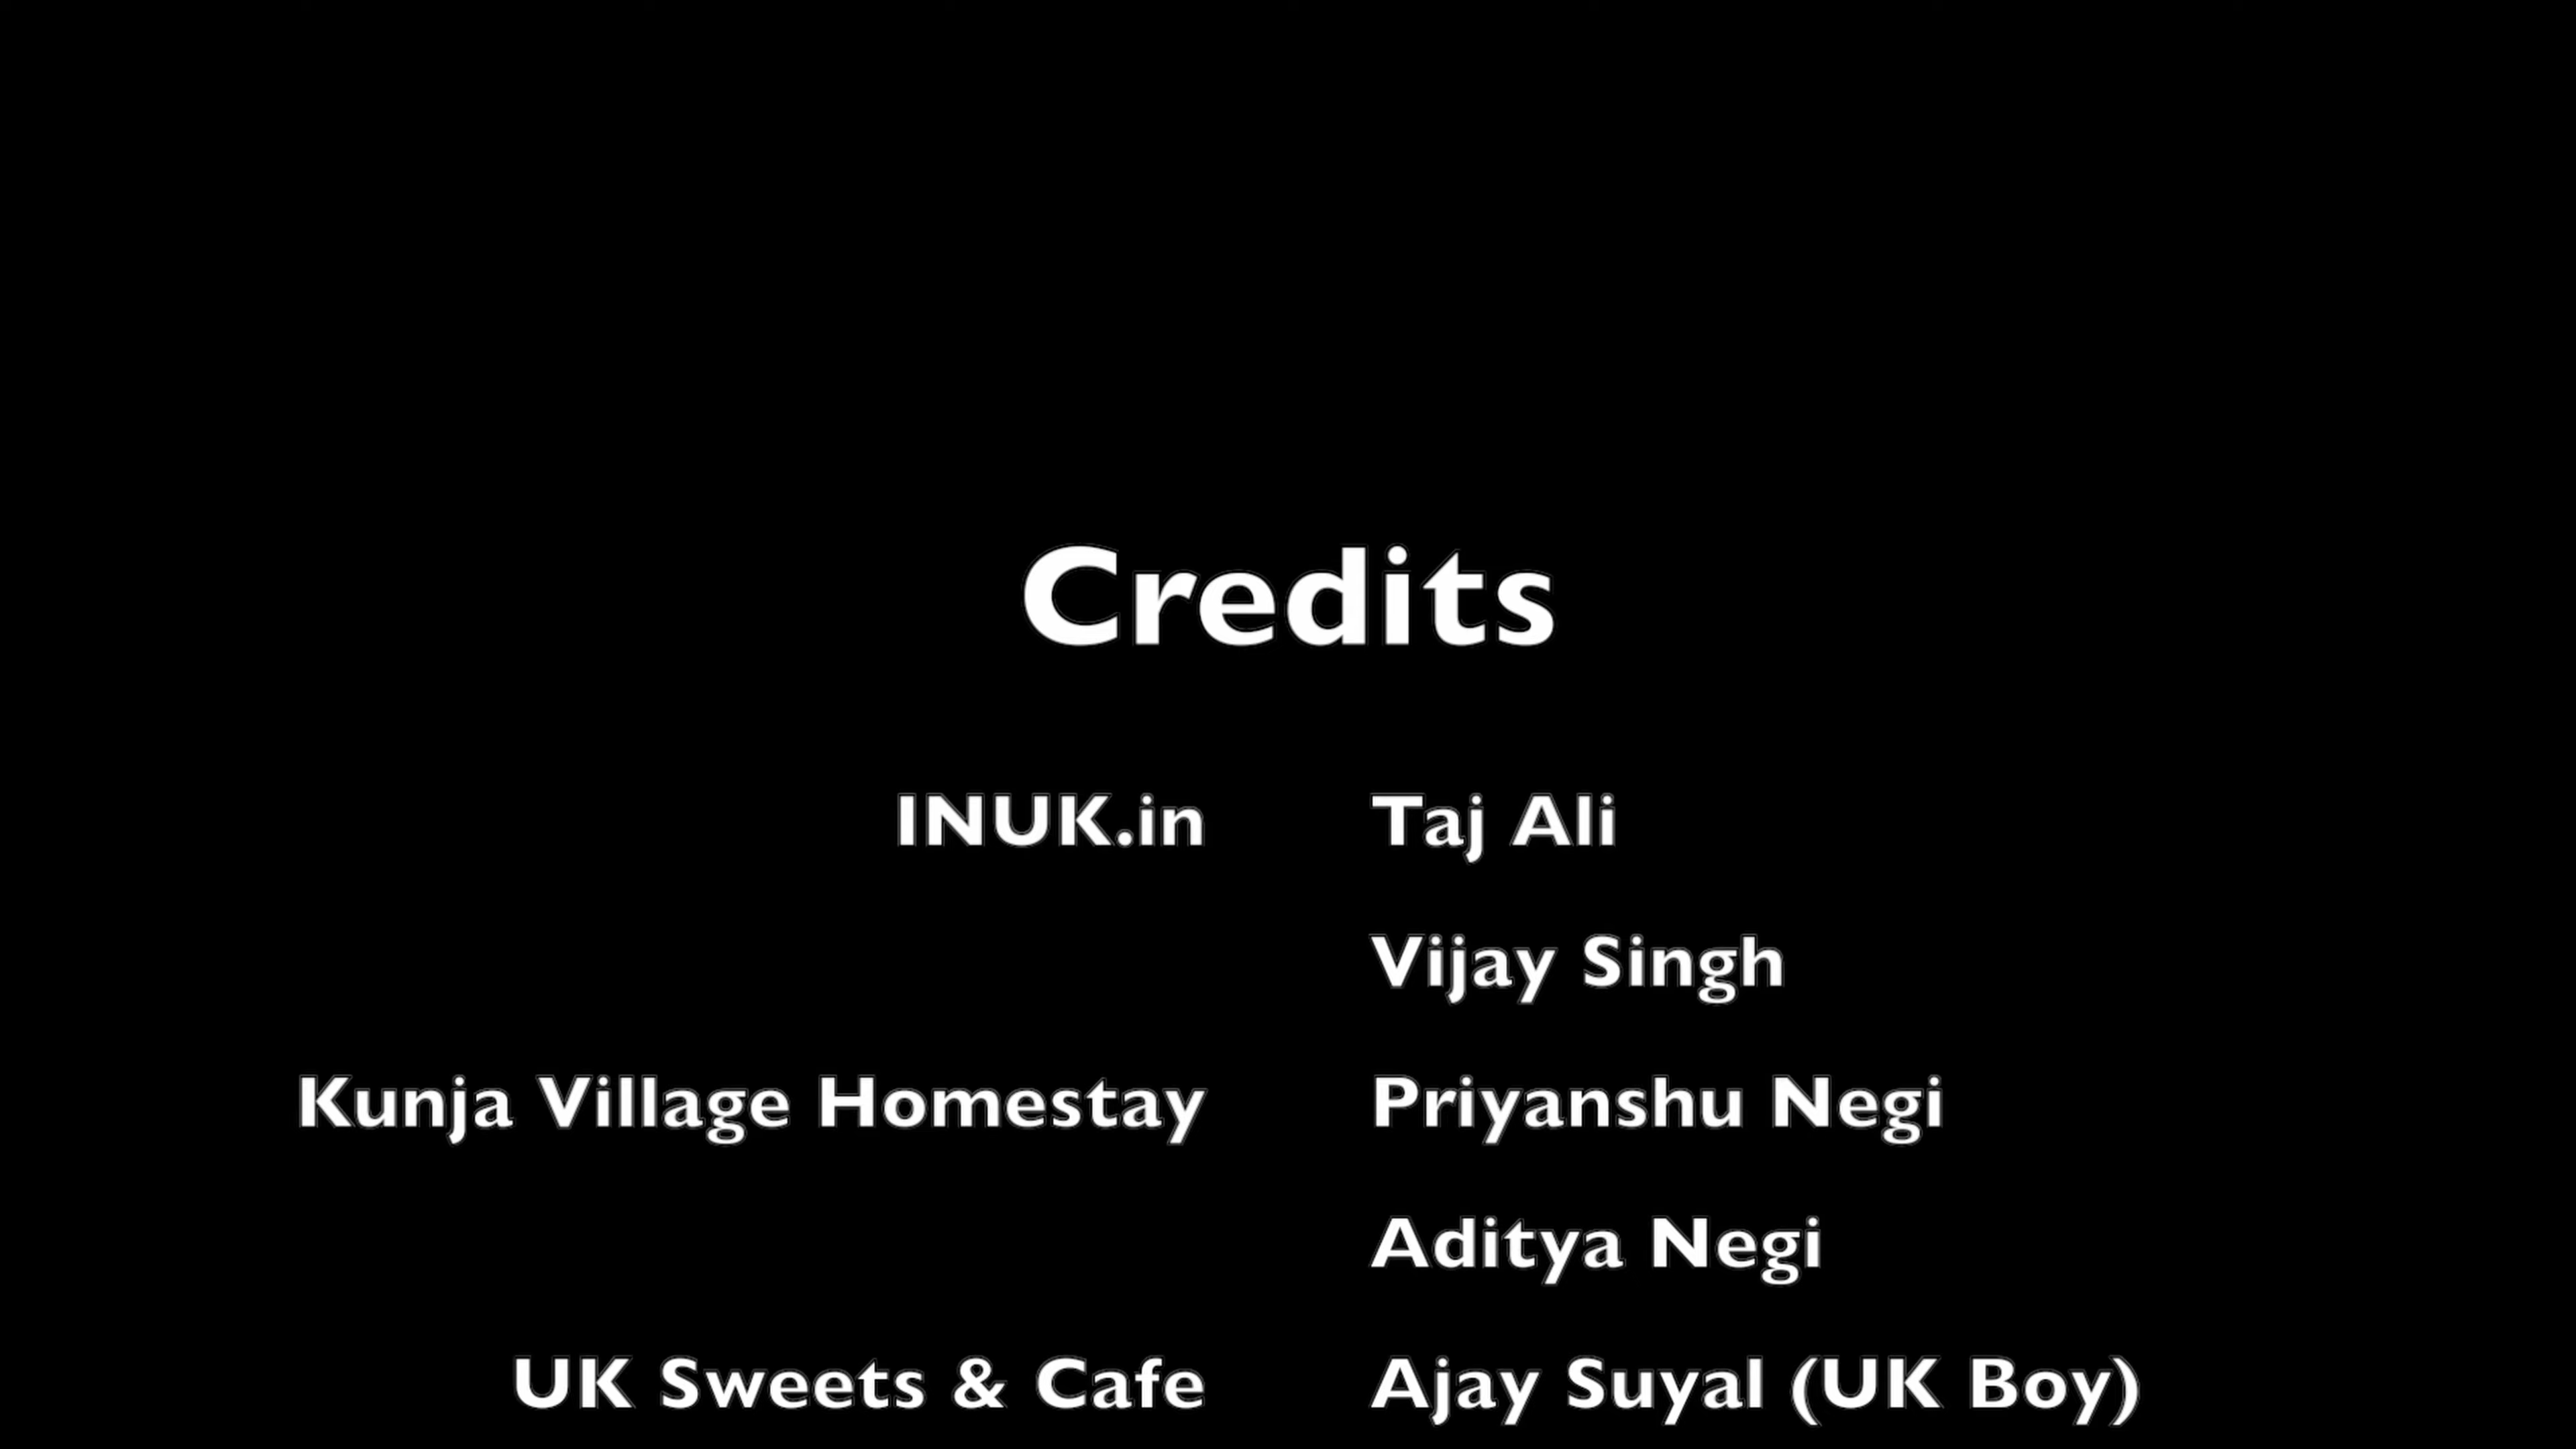 Credits
INUK.in Taj Ali
Vijay Singh
Kunja Village Homestay Priyanshu Negi
Aditya Negi
UK Sweets & Cafe Ajay Suyal (UK Boy)